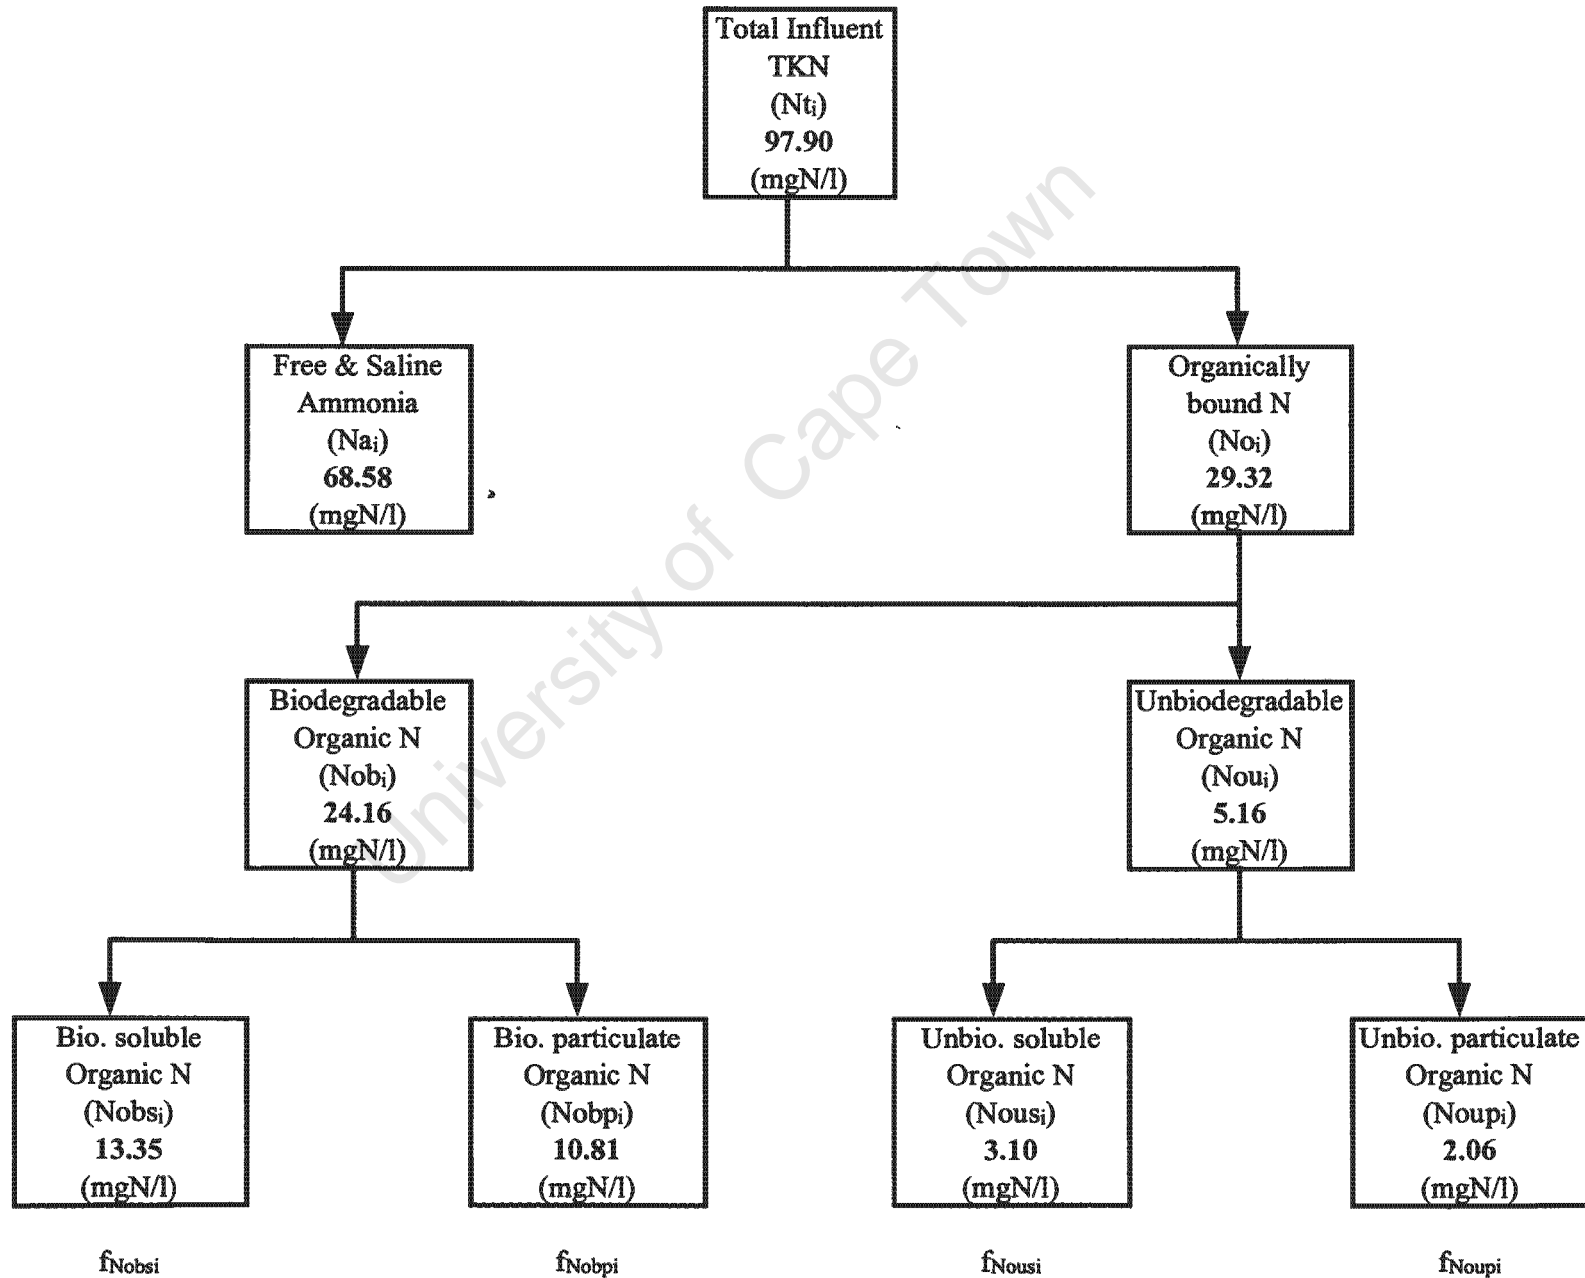 Total Influent
TKN
(Nti)
97.90
(mgN/l)
Free & Saline
Ammonia
(Nai)
68.58
(mgN/l)
Organically
bound N
(Noi)
29.32
(mgN/l)
Biodegradable
Organic N
(Nobi)
24.16
(mgN/l)
Unbiodegradable
Organic N
(Noui)
5.16
(mgN/l)
Bio. soluble
Organic N
(Nobsi)
13.35
(mgN/l)
Bio. particulate
Organic N
(Nobpi)
10.81
(mgN/l)
Unbio. soluble
Organic N
(Nousi)
3.10
(mgN/l)
Unbio. particulate
Organic N
(Noupi)
2.06
(mgN/l)
fNobsi
fNobpi
fNousi
fNoupi
University of Cape Town